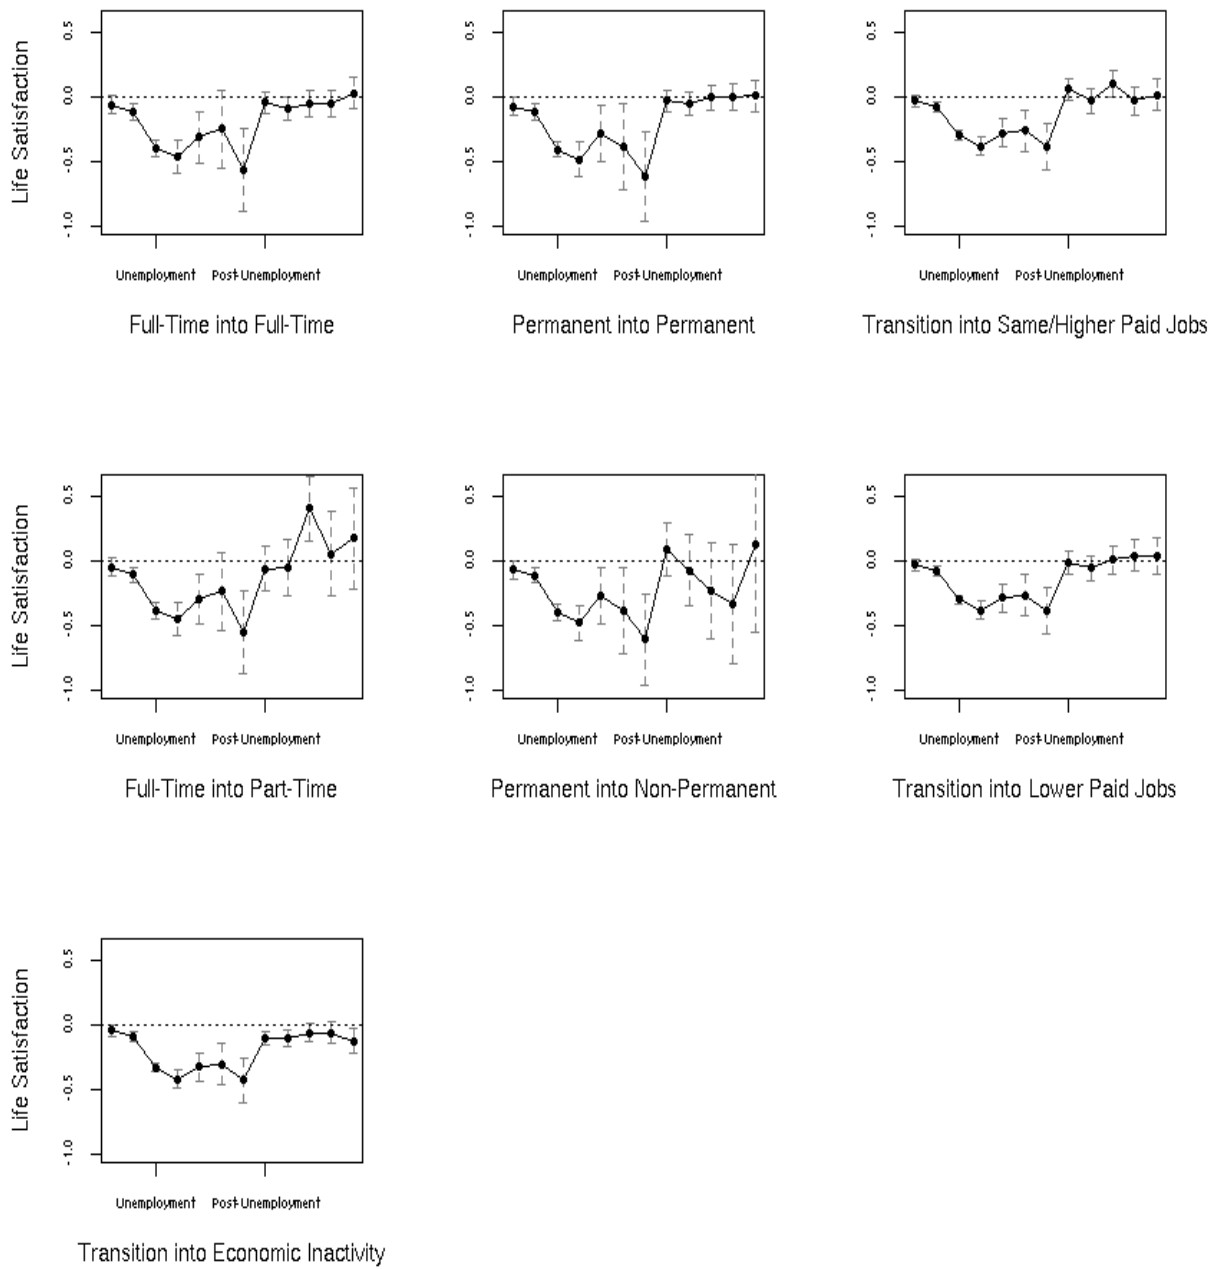 Life Satisfaction
0.5
0.0
-0.5
-1.0
Unemployment Post-Unemployment
Full-Time into Full-Time
0.5
0.0
-0.5
-1.0
Unemployment Post-Unemployment
Permanent into Permanent
0.5
0.0
-0.5
-1.0
Unemployment Post-Unemployment
Transition into Same/Higher Paid Jobs
Life Satisfaction
0.5
0.0
-0.5
-1.0
Unemployment Post-Unemployment
Full-Time into Part-Time
0.5
0.0
-0.5
-1.0
Unemployment Post-Unemployment
Permanent into Non-Permanent
0.5
0.0
-0.5
-1.0
Unemployment Post-Unemployment
Transition into Lower Paid Jobs
Life Satisfaction
0.5
0.0
-0.5
-1.0
Unemployment Post-Unemployment
Transition into Economic Inactivity